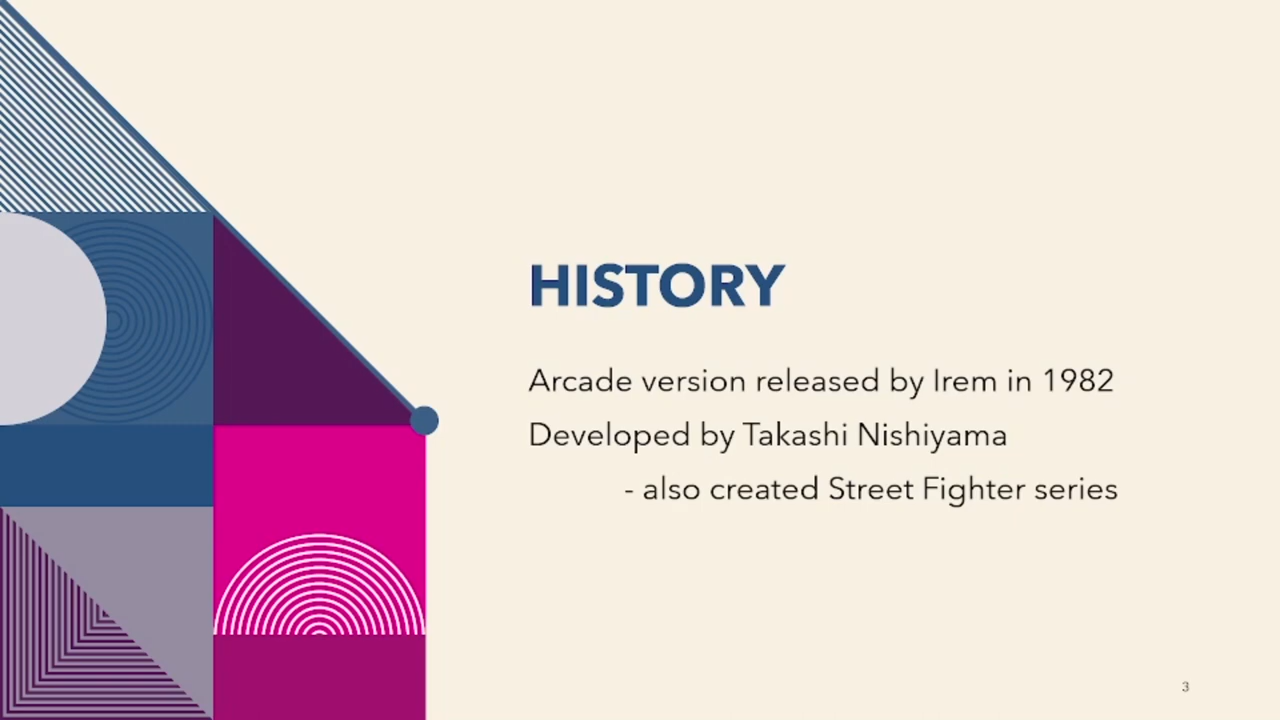 HISTORY
Arcade version released by Irem in 1982
Developed by Takashi Nishiyama
- also created Street Fighter series
3